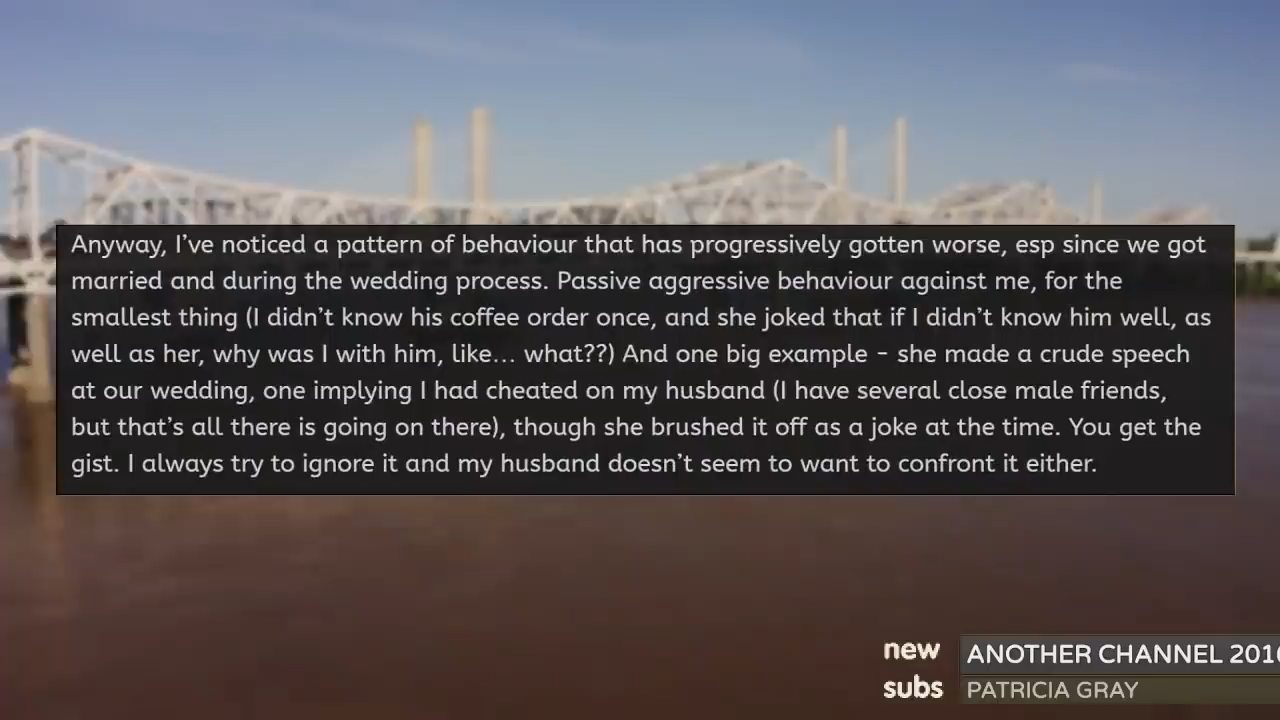 Anyway, I've noticed a pattern of behaviour that has progressively gotten worse, esp since we got
married and during the wedding process. Passive aggressive behaviour against me, for the
smallest thing (I didn't know his coffee order once, and she joked that if I didn't know him well, as
well as her, why was I with him, like... what??) And one big example - she made a crude speech
at our wedding, one implying I had cheated on my husband (I have several close male friends,
but that's all there is going on there), though she brushed it off as a joke at the time. You get the
gist. I always try to ignore it and my husband doesn't seem to want to confront it either.
new ANOTHER CHANNEL 201
subs PATRICIA GRAY